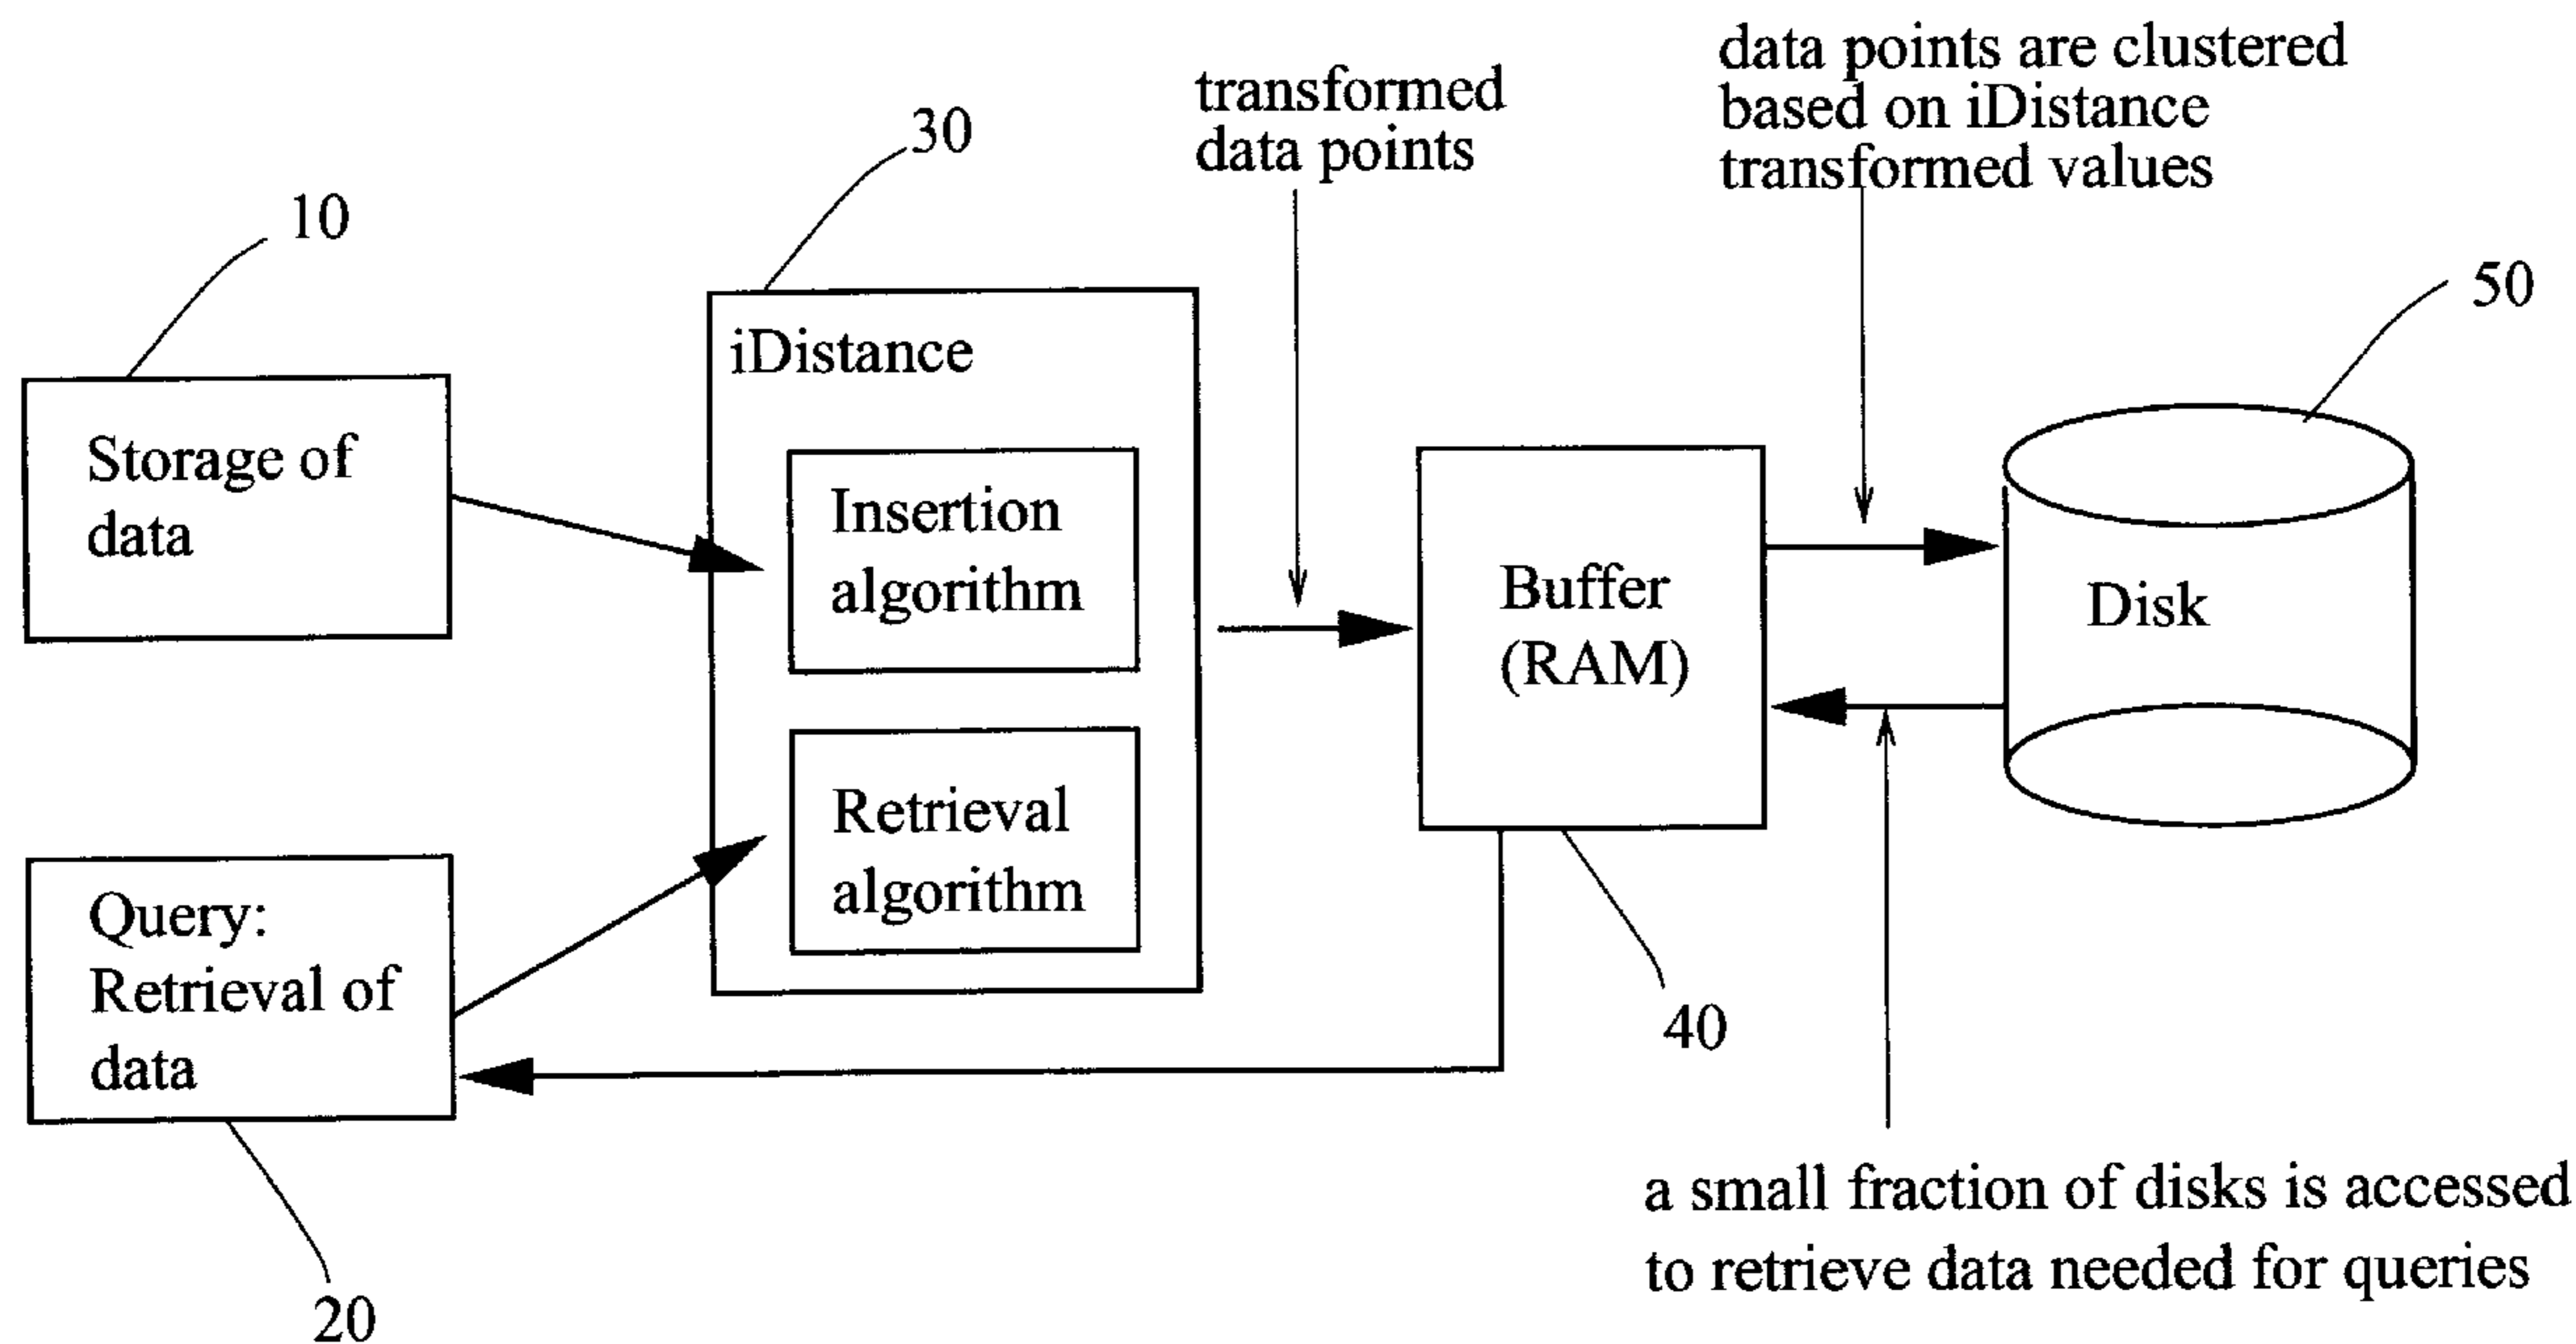 data points are clustered
based on iDistance
transformed values
transformed
data points
30
10
50
iDistance
Storage of
data
Insertion
algorithm
Buffer
(RAM)
Disk
Retrieval
algorithm
Query:
Retrieval of
data
40
20
a small fraction of disks is accessed
to retrieve data needed for queries